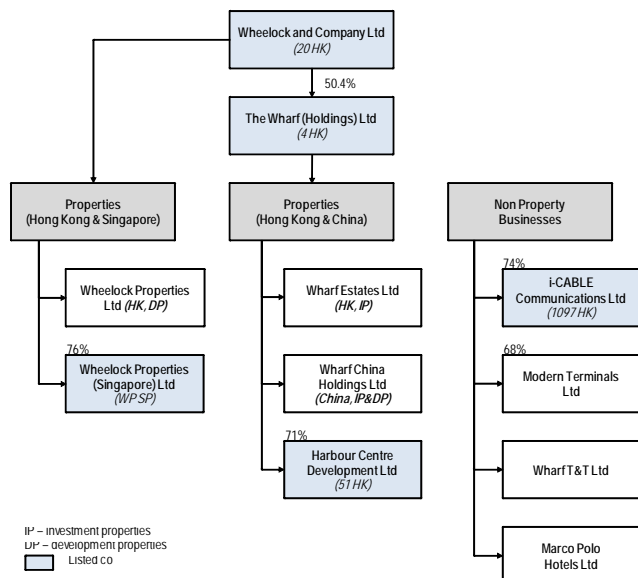 Wheelock and Company Ltd
(20 HK)
50.4%
The Wharf (Holdings) Ltd
(4 HK)
Properties
(Hong Kong & Singapore)
Properties
(Hong Kong & China)
Non Property
Businesses
Wheelock Properties
Ltd (HK, DP)
76%
Wheelock Properties
(Singapore) Ltd
(WP SP)
Wharf Estates Ltd
(HK, IP)
Wharf China
Holdings Ltd
(China, IP&DP)
71%
Harbour Centre
Development Ltd
(51 HK)
74%
i-CABLE
Communications Ltd
(1097 HK)
68%
Modern Terminals
Ltd
Wharf T&T Ltd
Marco Polo
Hotels Ltd
IP – investment properties
DP – development properties
Listed co